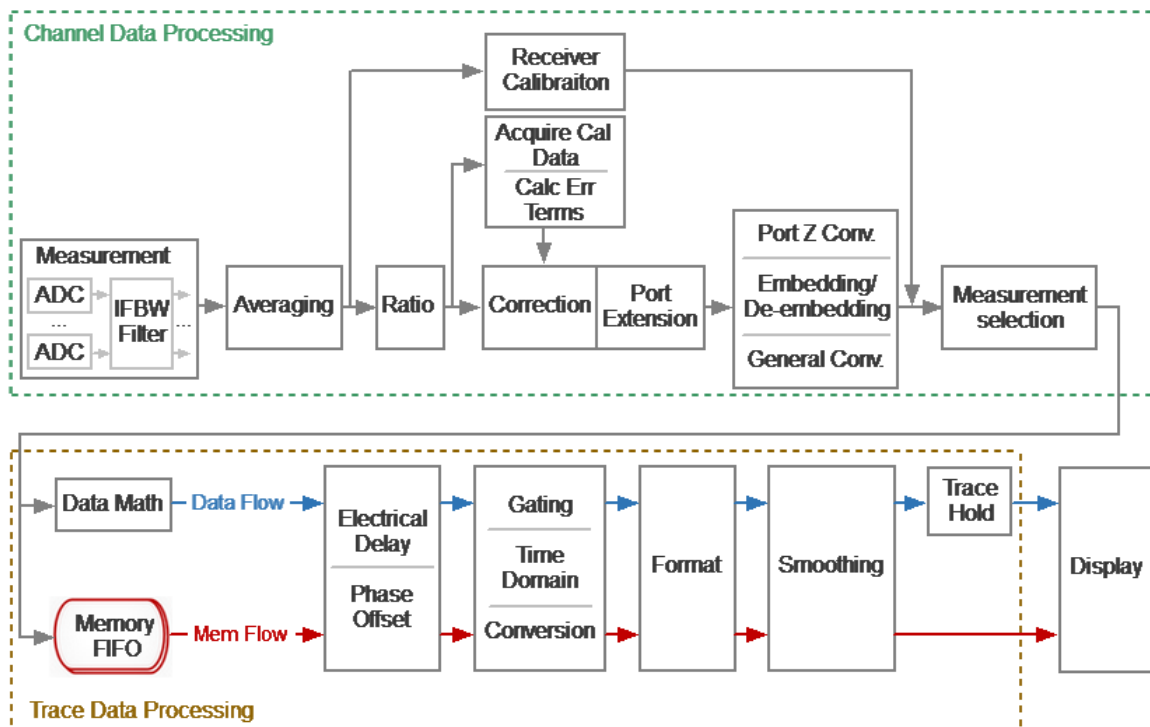 Channel Data Processing
Receiver
Calibraiton
Acquire Cal
Data
Calc Err
Terms
Measurement
ADC
...
ADC
IFBW
Filter
...
Averaging
Ratio
Correction
Port
Extension
Port Z Conv.
Embedding/
De-embedding
General Conv.
Measurement
selection
Data Math
Data Flow
Memory
FIFO
Mem Flow
Electrical
Delay
Phase
Offset
Gating
Time
Domain
Conversion
Format
Smoothing
Trace
Hold
Display
Trace Data Processing